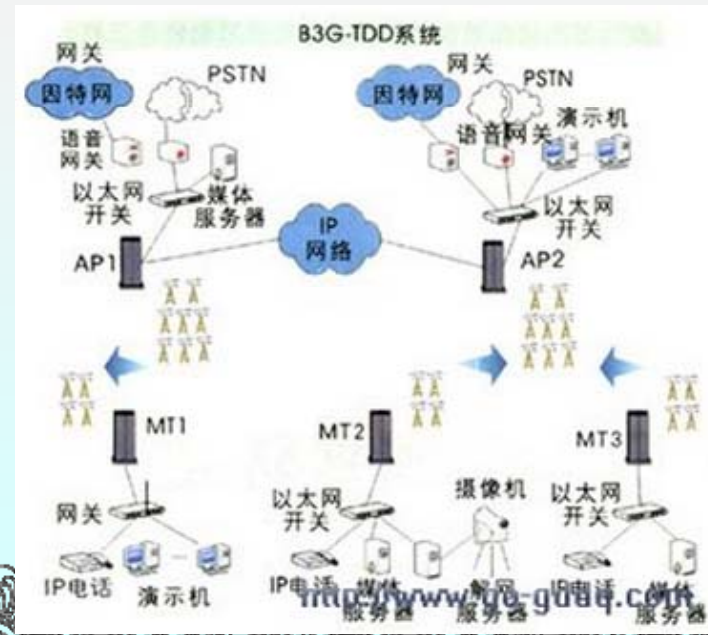 B3G-TDD系统
网关
因特网
PSTN
语音
网关
以太网
开关
媒体
服务器
AP1
IP
网络
网关
因特网
PSTN
语音网关
演示机
以太网
开关
AP2
MT1
网关
IP电话
演示机
MT2
以太网
开关
摄像机
IP电话
媒体
服务器
解网
服务器
MT3
以太网
开关
IP电话
媒体
服务器